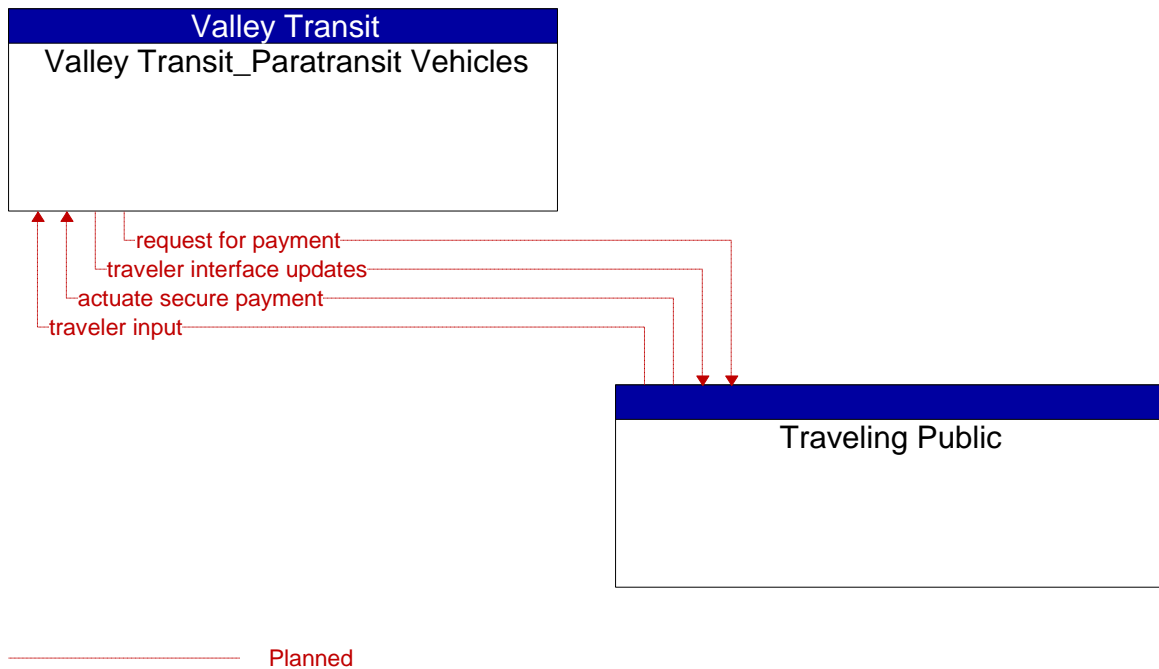 Valley Transit
Valley Transit_Paratransit Vehicles
request for payment
traveler interface updates
actuate secure payment
traveler input
Traveling Public
Planned